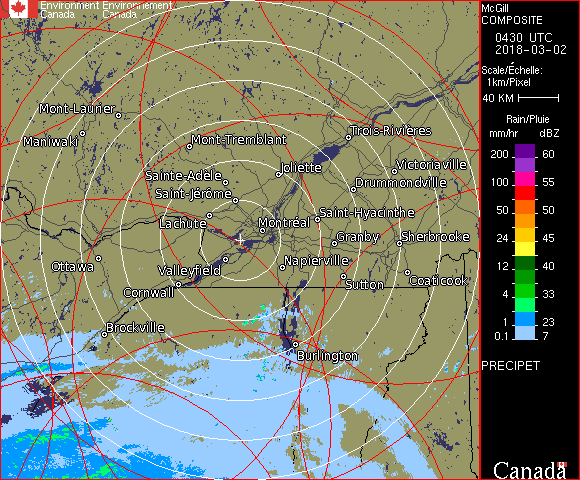 Environment Environnement
Canada Canada
McGill
COMPOSITE
0430 UTC
2018-03-02
Scale/Échelle:
1km/Pixel
40 KM
Rain/Pluie
mm/hr dBZ
200 60
100 55
50 50
24 45
12 40
4 33
1 23
0.1 7
PRECIPET
Canada
Mont-Laurier
Maniwaki
Mont-Tremblant
Trois-Rivières
Sainte-Adèle
Joliette
Victoriaville
Saint-Jérôme
Drummondville
Lachute
Montréal
Saint-Hyacinthe
Granby
Sherbrooke
Ottawa
Valleyfield
Napierville
Cornwall
Sutton
Coaticook
Brockville
Burlington